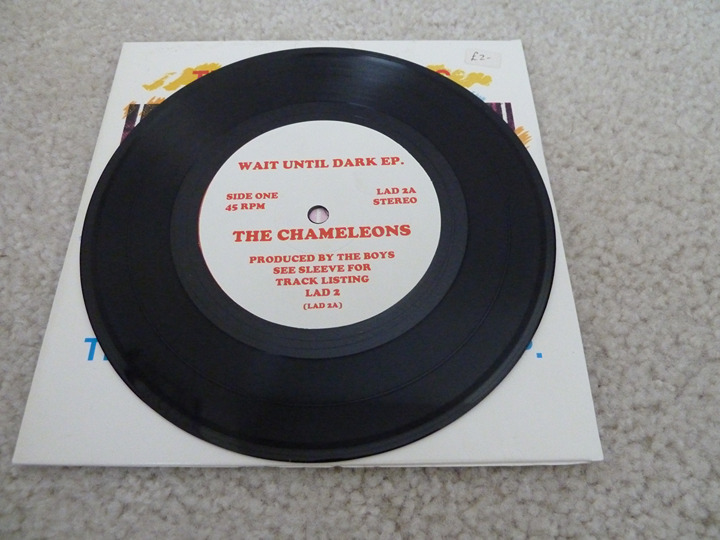 £2-
WAIT UNTIL DARK EP.
SIDE ONE
45 RPM
LAD 2A
STEREO
THE CHAMELEONS
PRODUCED BY THE BOYS
SEE SLEEVE FOR
TRACK LISTING
LAD 2
(LAD 2A)